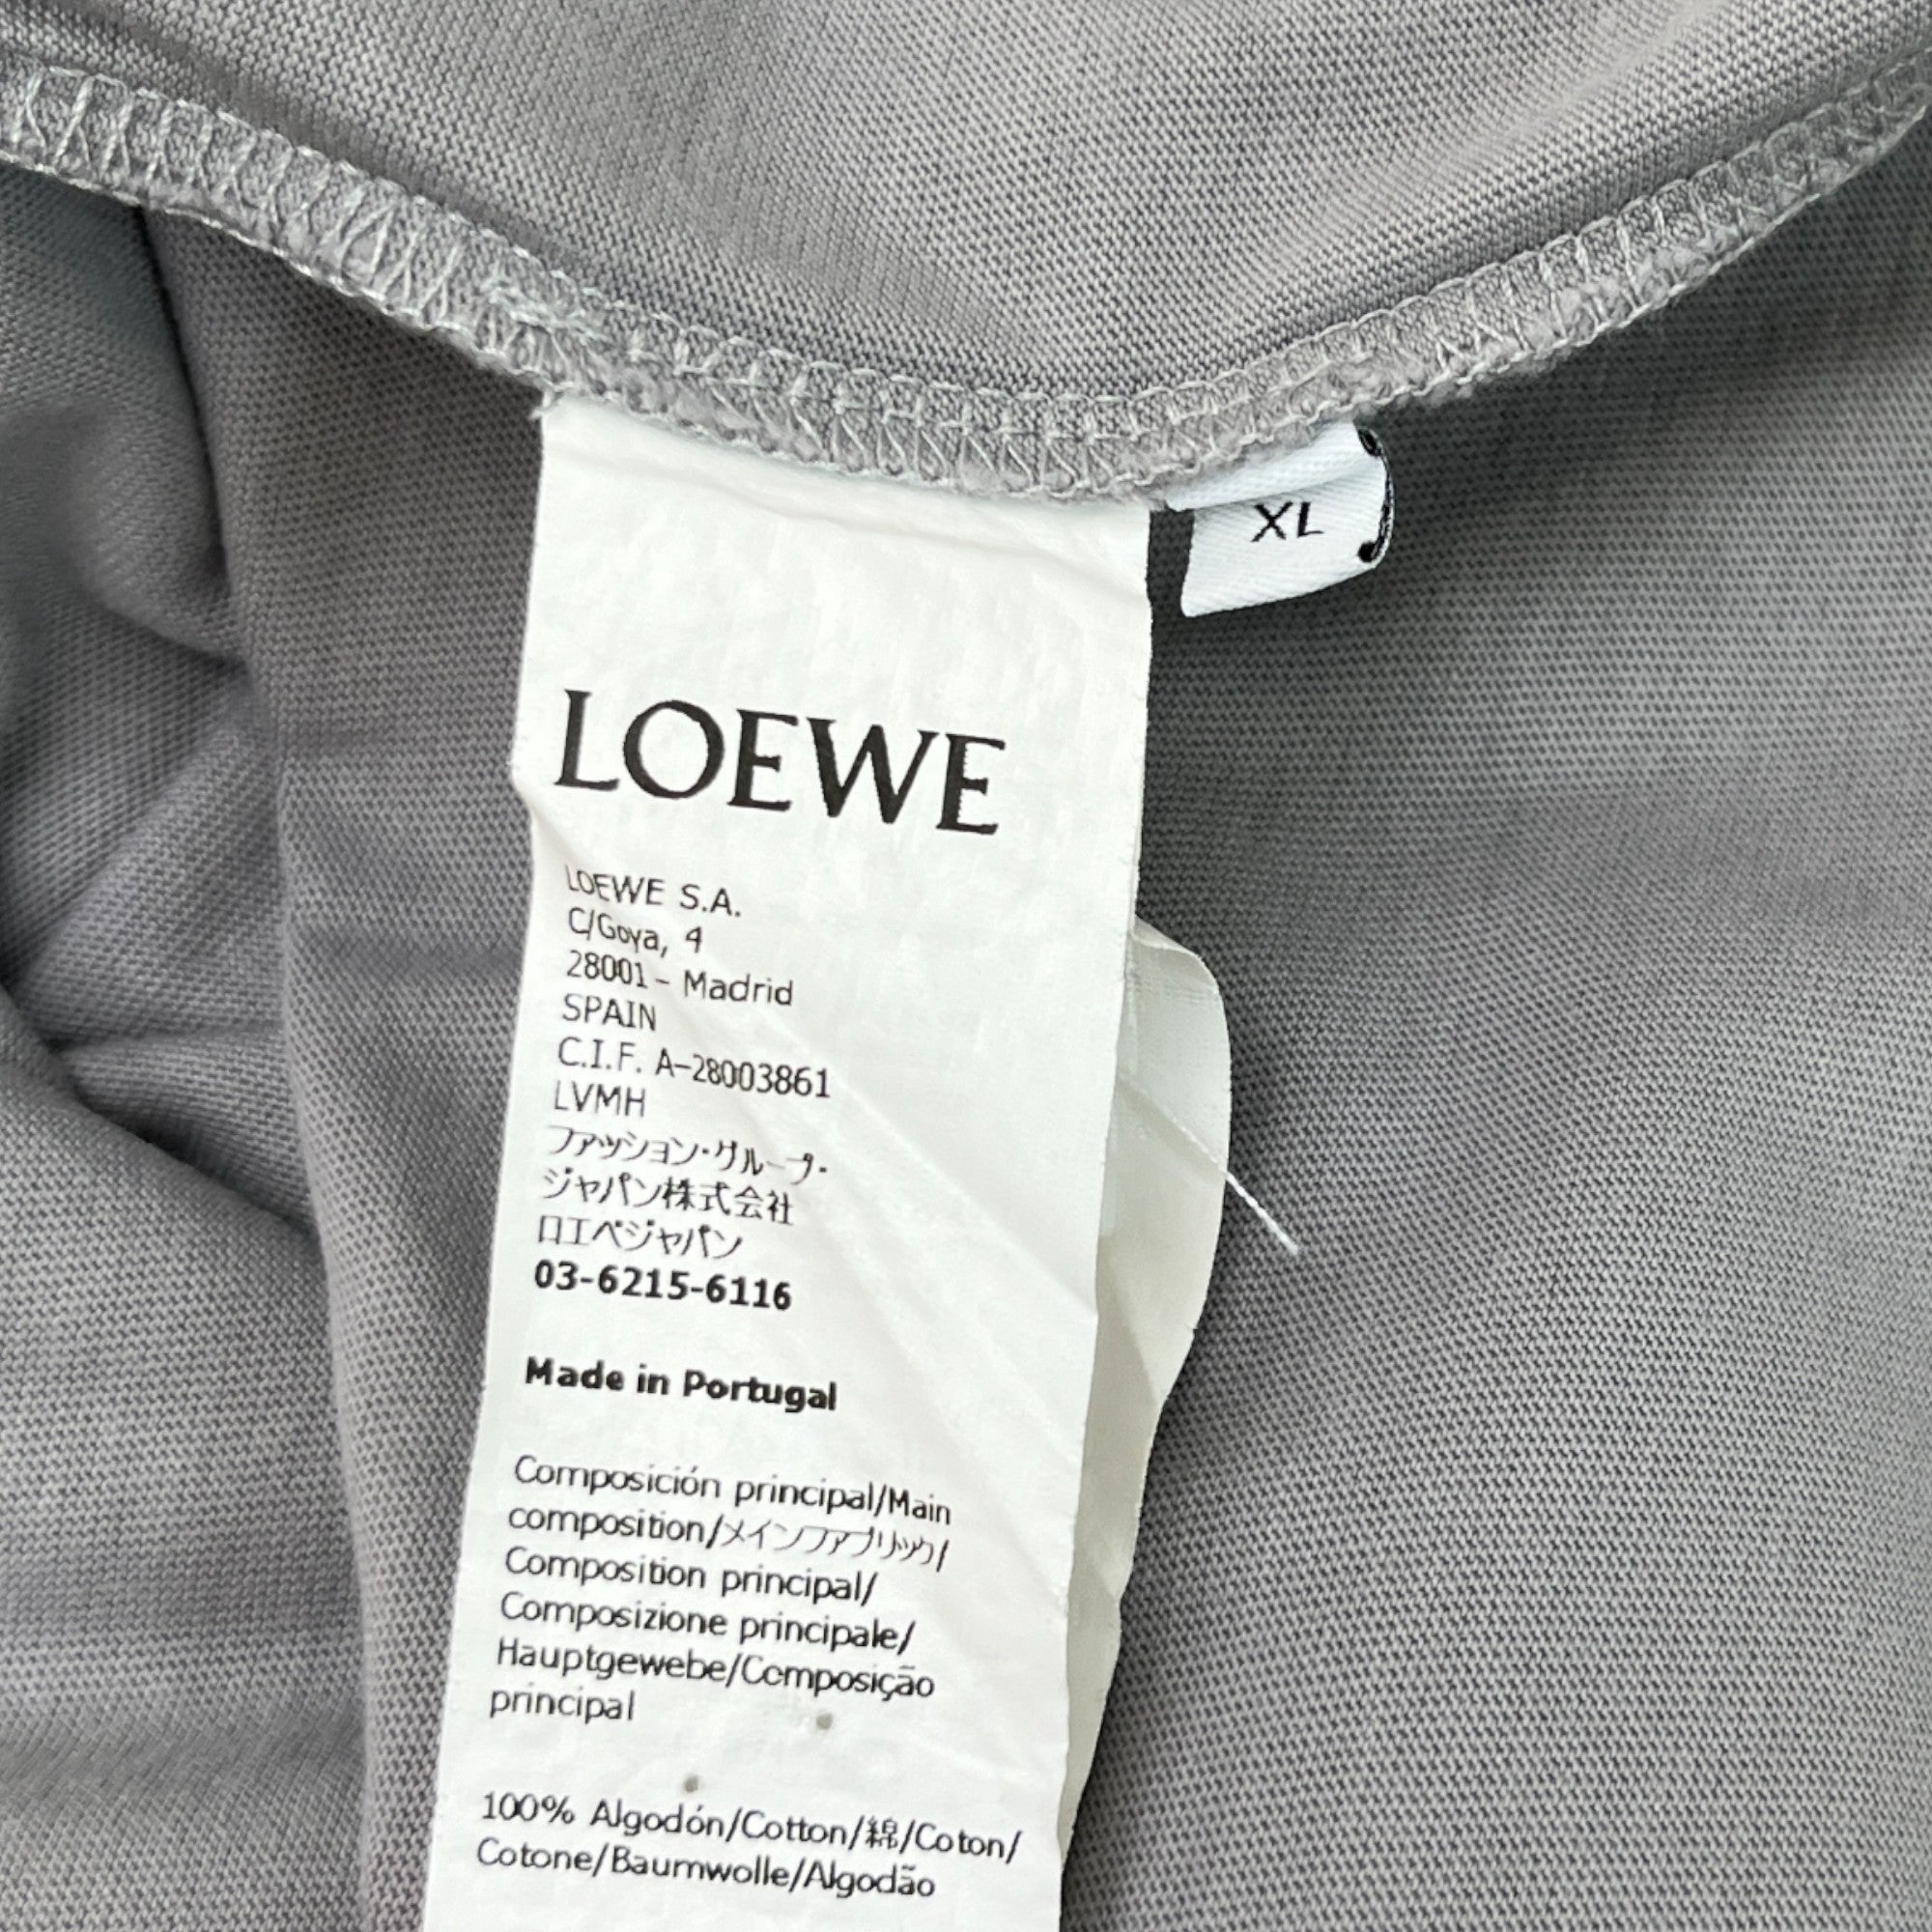 XL
LOEWE
LOEWE S.A.
C/Goya, 4
28001 - Madrid
SPAIN
C.I.F. A-28003861
LVMH
ファッション・グループ・
ジャパン株式会社
ロエベジャパン
03-6215-6116
Made in Portugal
Composición principal/Main
composition/メインファブリック/
Composition principal/
Composizione principale/
Hauptgewebe/Composição
principal
100% Algodón/Cotton/綿/Coton/
Cotone/Baumwolle/Algodão